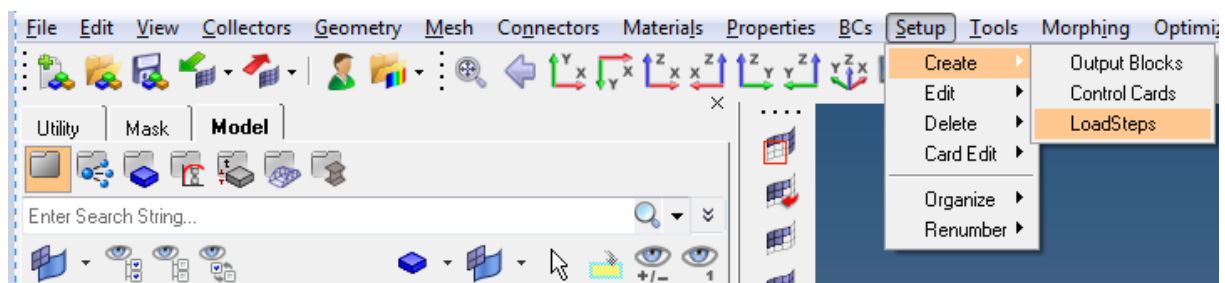 File Edit View Collectors Geometry Mesh Connectors Materials Properties BCs Setup Tools Morphing Optimiz
Create
Output Blocks
Edit
Control Cards
Delete
LoadSteps
Card Edit
Organize
Renumber
Utility Mask Model
Enter Search String...
+/- 1